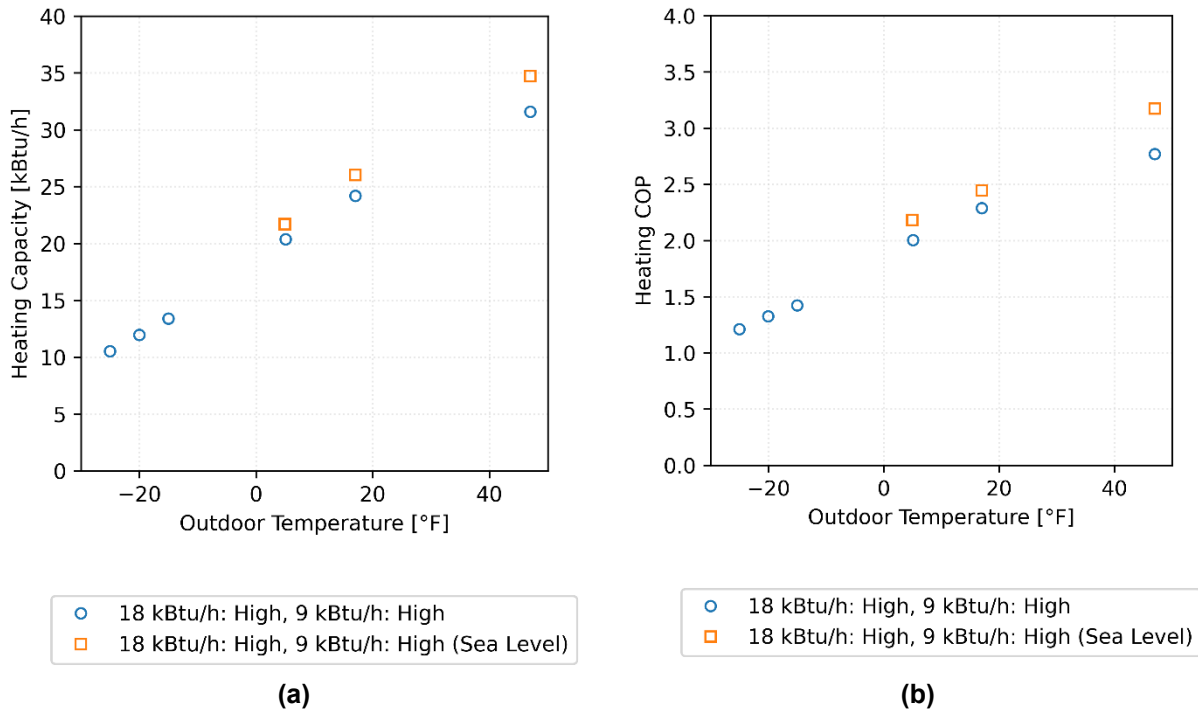 40
35
30
25
20
15
10
5
0
Heating Capacity [kBtu/h]
−20 0 20 40
Outdoor Temperature [°F]
18 kBtu/h: High, 9 kBtu/h: High
18 kBtu/h: High, 9 kBtu/h: High (Sea Level)
(a)
4.0
3.5
3.0
2.5
2.0
1.5
1.0
0.5
0.0
Heating COP
−20 0 20 40
Outdoor Temperature [°F]
18 kBtu/h: High, 9 kBtu/h: High
18 kBtu/h: High, 9 kBtu/h: High (Sea Level)
(b)